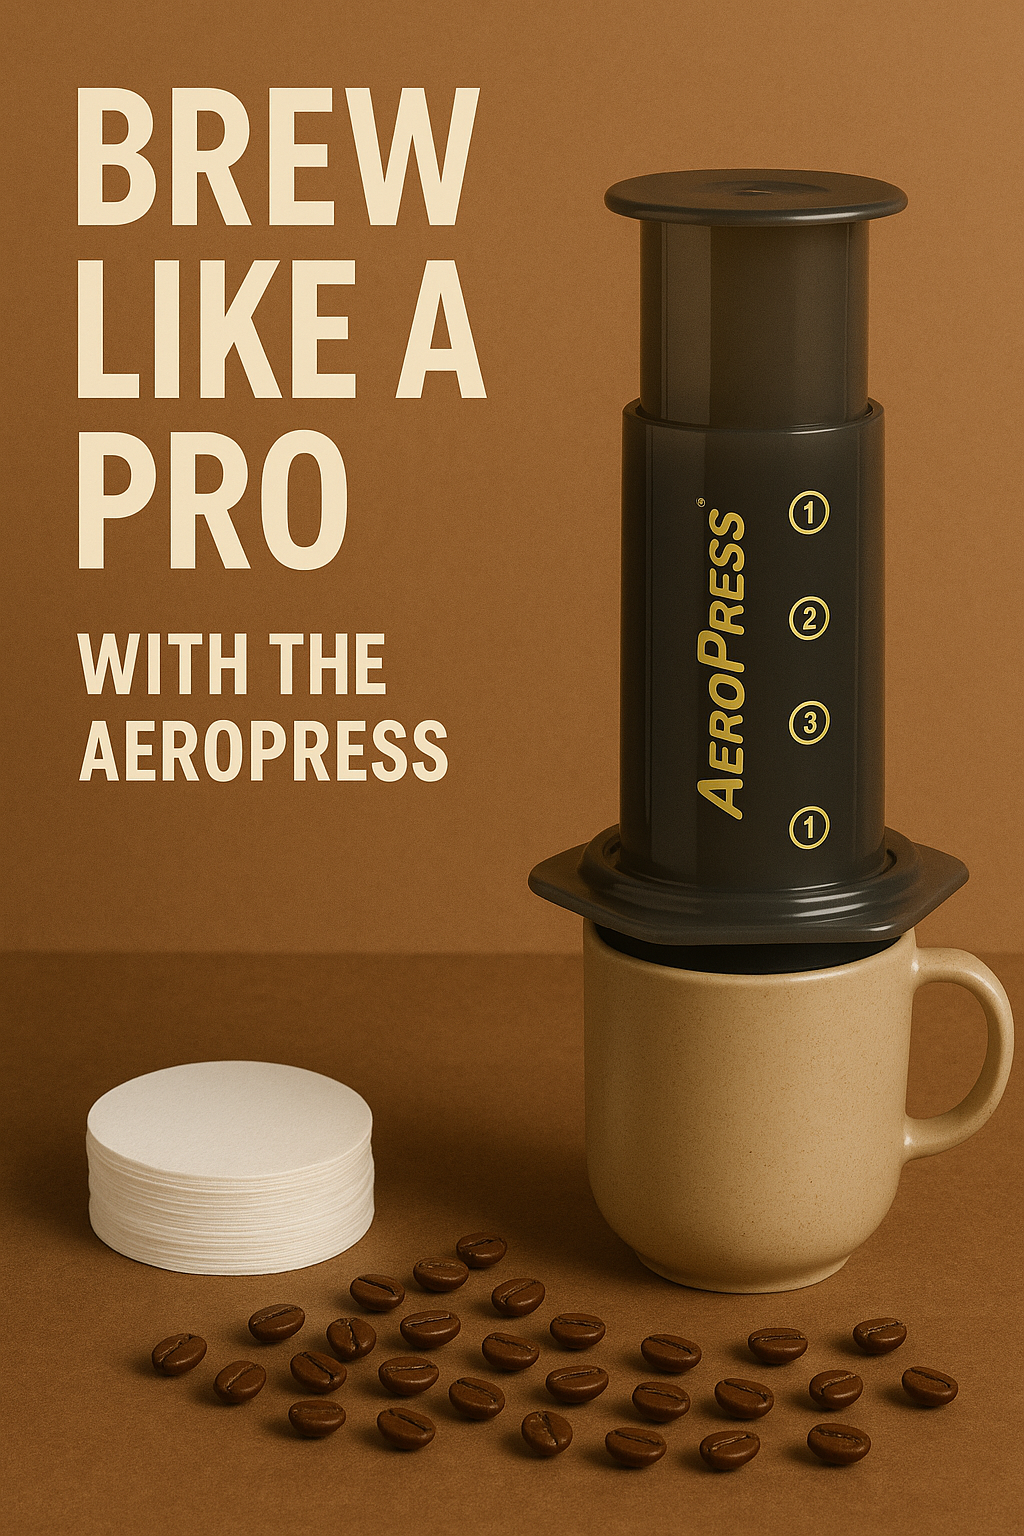 BREW
LIKE A
PRO
WITH THE
AEROPRESS
AEROPRESS®
1
2
3
1